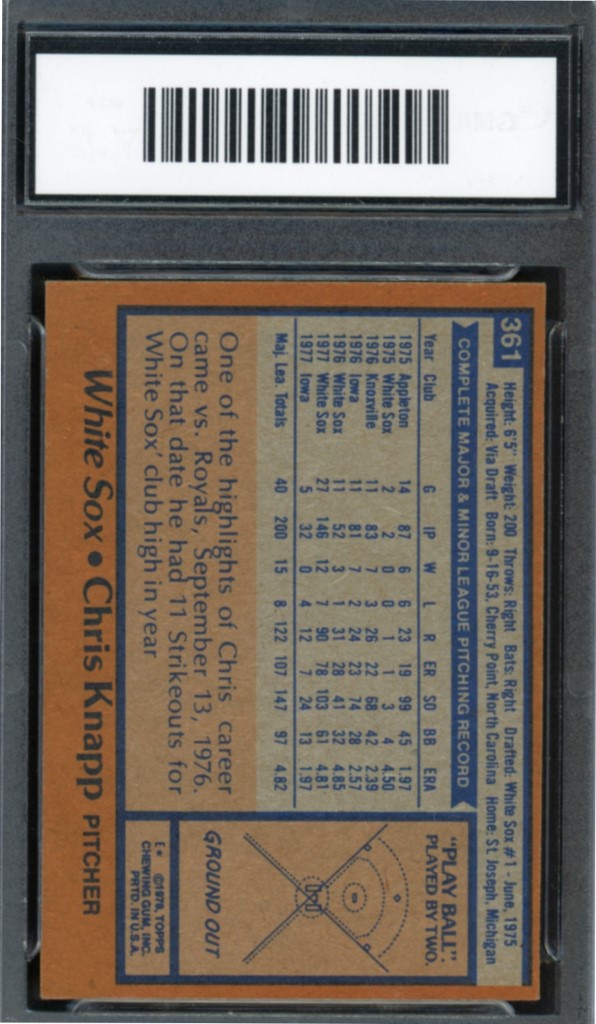 361
Height: 6'5" Weight: 200 Throws: Right Bats: Right Drafted: White Sox #1 - June, 1975
Acquired: Via Draft Born: 9-16-53, Cherry Point, North Carolina Home: St. Joseph, Michigan
COMPLETE MAJOR & MINOR LEAGUE PITCHING RECORD
Year Club G IP W L R ER SO BB ERA
1975 Appleton 14 87 6 6 23 19 99 45 1.97
1975 White Sox 2 2 0 0 1 1 3 4 4.50
1976 Knoxville 11 83 7 3 26 22 68 42 2.39
1976 Iowa 11 81 7 2 24 23 74 28 2.57
1976 White Sox 11 52 3 1 31 28 41 32 4.85
1977 White Sox 27 146 12 7 90 78 103 61 4.81
1977 Iowa 5 32 0 4 12 7 24 13 1.97
Maj. Lea. Totals 40 200 15 8 122 107 147 97 4.82
One of the highlights of Chris' career
came vs. Royals, September 13, 1976.
On that date he had 11 Strikeouts for
White Sox' club high in year
"PLAY BALL":
PLAYED BY TWO.
GROUND OUT
E* ©1978, TOPPS
CHEWING GUM, INC.
PRTD. IN U.S.A.
White Sox • Chris Knapp PITCHER